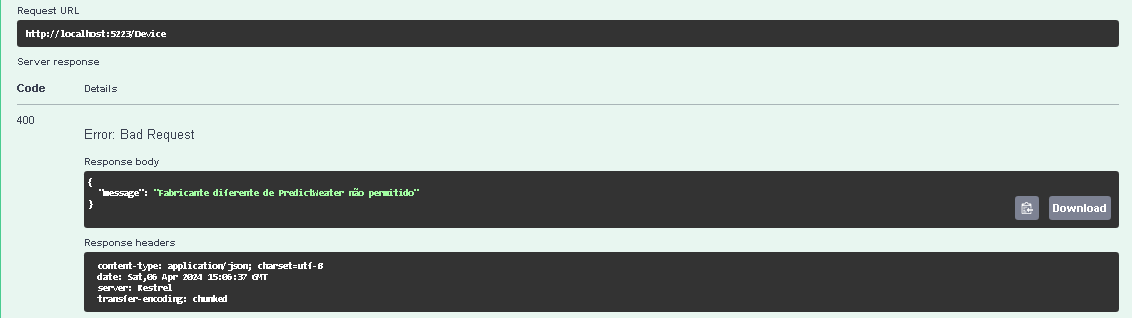 Request URL
http://localhost:5223/Device
Server response
Code Details
400
Error: Bad Request
Response body
{
"message": "Fabricante diferente de PredictWeater não permitido"
}
Download
Response headers
content-type: application/json; charset=utf-8
date: Sat,06 Apr 2024 15:06:37 GMT
server: Kestrel
transfer-encoding: chunked